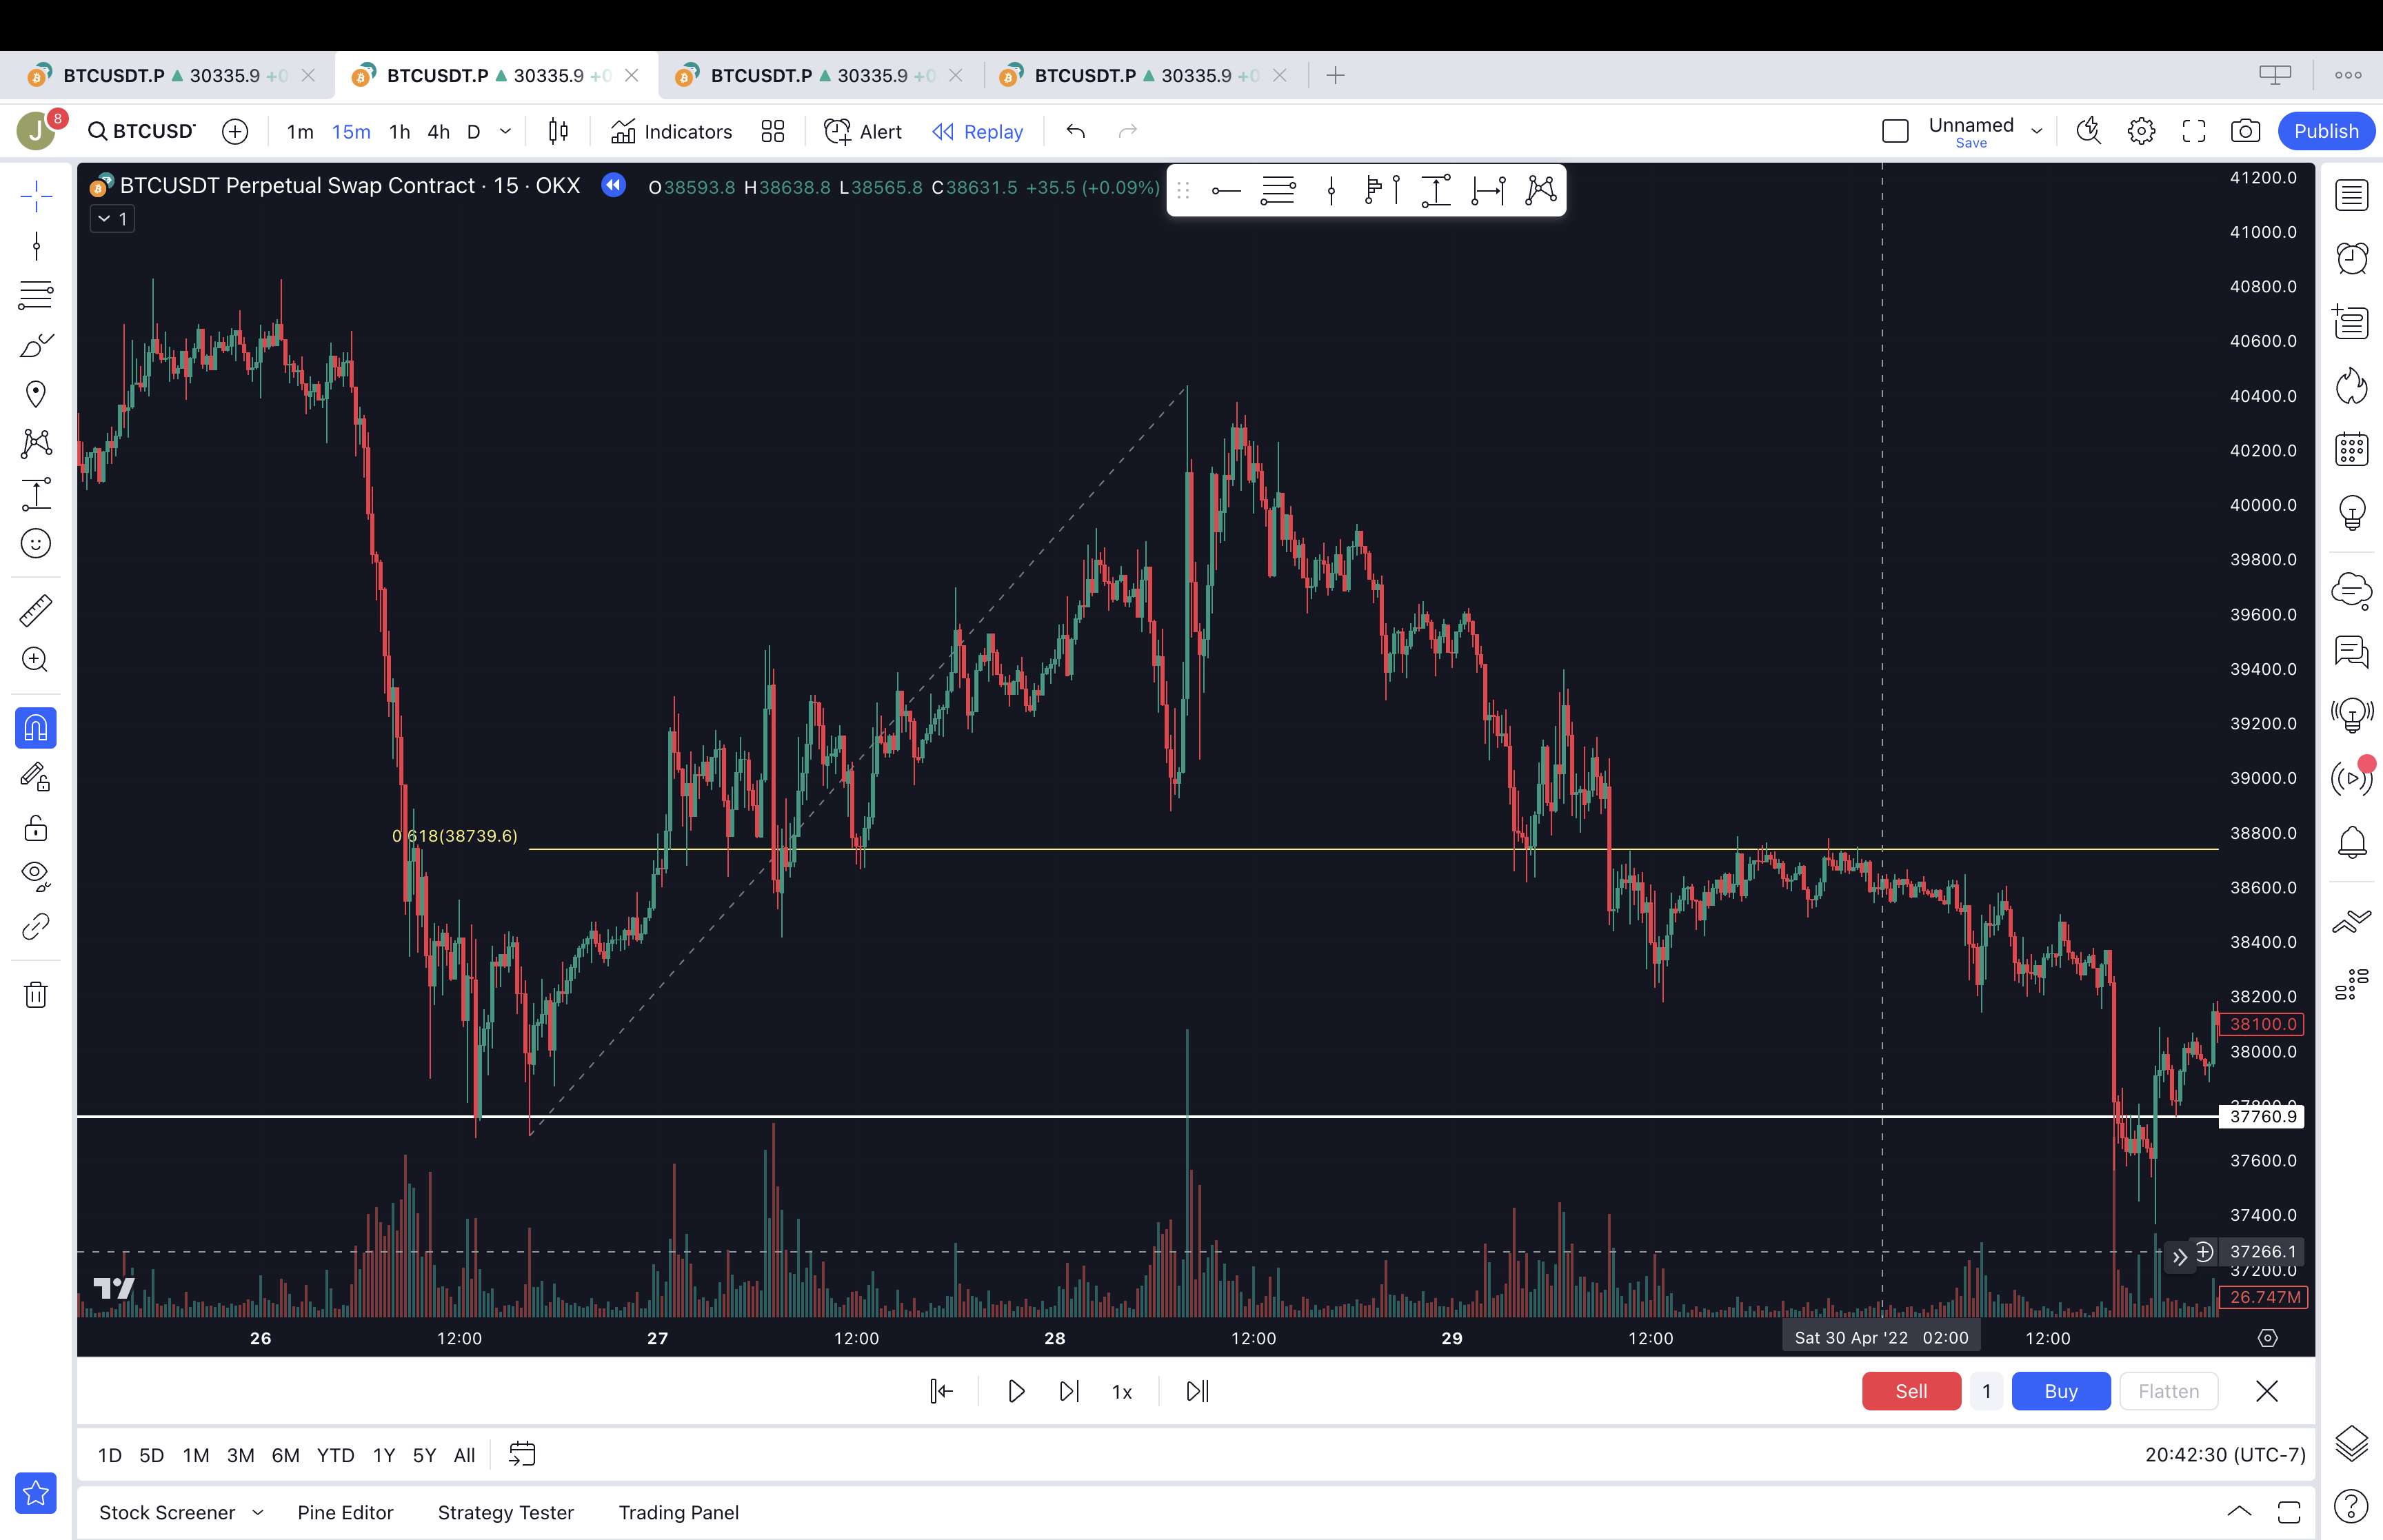 BTCUSDT.P ▲ 30335.9 +0
BTCUSDT.P ▲ 30335.9 +0
BTCUSDT.P ▲ 30335.9 +0
BTCUSDT.P ▲ 30335.9 +0
J 8 BTCUSD 1m 15m 1h 4h D Indicators Alert Replay Unnamed Publish
Save
BTCUSDT Perpetual Swap Contract · 15 · OKX O38593.8 H38638.8 L38565.8 C38631.5 +35.5 (+0.09%)
1
41200.0
41000.0
40800.0
40600.0
40400.0
40200.0
40000.0
39800.0
39600.0
39400.0
39200.0
39000.0
0.618(38739.6)
38800.0
38600.0
38400.0
38200.0
38100.0
38000.0
37800.0
37760.9
37600.0
37400.0
37266.1
37200.0
26.747M
26 12:00 27 12:00 28 12:00 29 12:00 Sat 30 Apr '22 02:00 12:00
1x Sell 1 Buy Flatten
1D 5D 1M 3M 6M YTD 1Y 5Y All 20:42:30 (UTC-7)
Stock Screener Pine Editor Strategy Tester Trading Panel